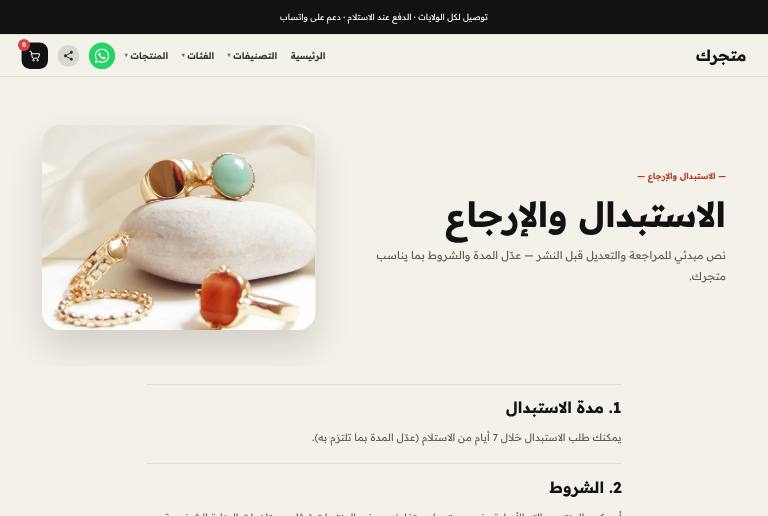 توصيل لكل الولايات · الدفع عند الاستلام · دعم على واتساب
متجرك
الرئيسية
التصنيفات
الفئات
المنتجات
0
— الاستبدال والإرجاع —
الاستبدال والإرجاع
نص مبدئي للمراجعة والتعديل قبل النشر — عدّل المدة والشروط بما يناسب
متجرك.
1. مدة الاستبدال
يمكنك طلب الاستبدال خلال 7 أيام من الاستلام (عدّل المدة بما تلتزم به).
2. الشروط